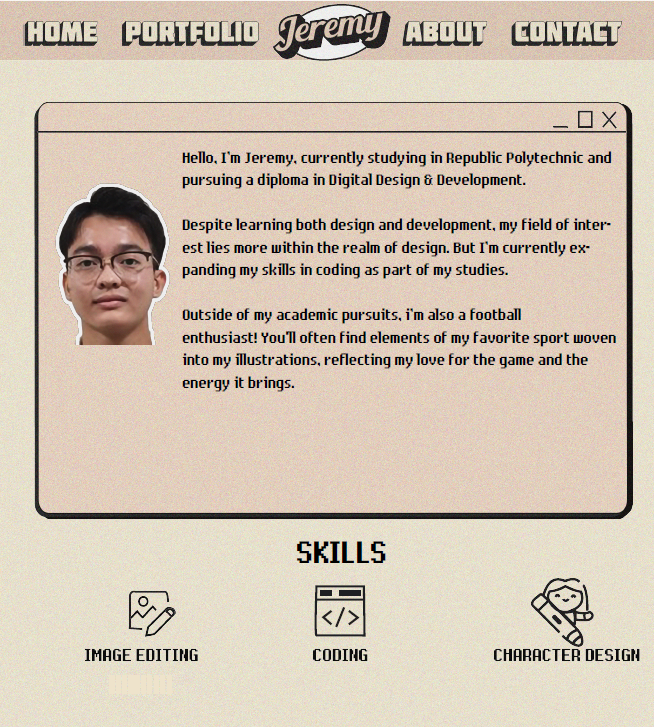 HOME PORTFOLIO Jeremy ABOUT CONTACT
Hello, I'm Jeremy, currently studying in Republic Polytechnic and
pursuing a diploma in Digital Design & Development.
Despite learning both design and development, my field of inter-
est lies more within the realm of design. But I'm currently ex-
panding my skills in coding as part of my studies.
Outside of my academic pursuits, i'm also a football
enthusiast! You'll often find elements of my favorite sport woven
into my illustrations, reflecting my love for the game and the
energy it brings.
SKILLS
</>
IMAGE EDITING CODING CHARACTER DESIGN